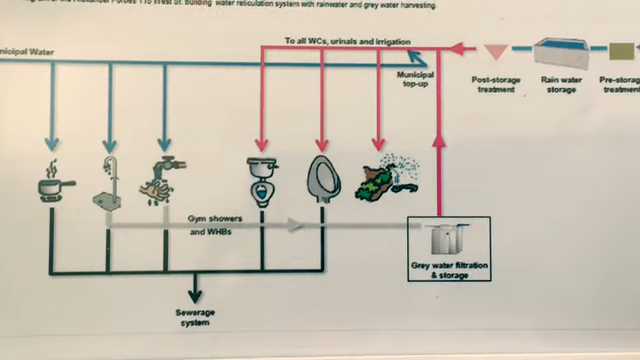 Alexander Forbes 115 West St. building water reticulation system with rainwater and grey water harvesting.
To all WCs, urinals and irrigation
Municipal
top-up
Post-storage
treatment
Rain water
storage
Gym showers
and WHBs
Grey water filtration
& storage
Sewerage
system